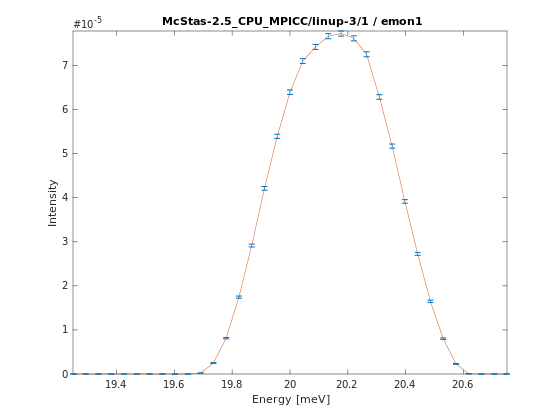 McStas-2.5_CPU_MPICC/linup-3/1 / emon1
#10^-5
7
6
5
4
3
2
1
0
19.4 19.6 19.8 20 20.2 20.4 20.6
Intensity
Energy [meV]